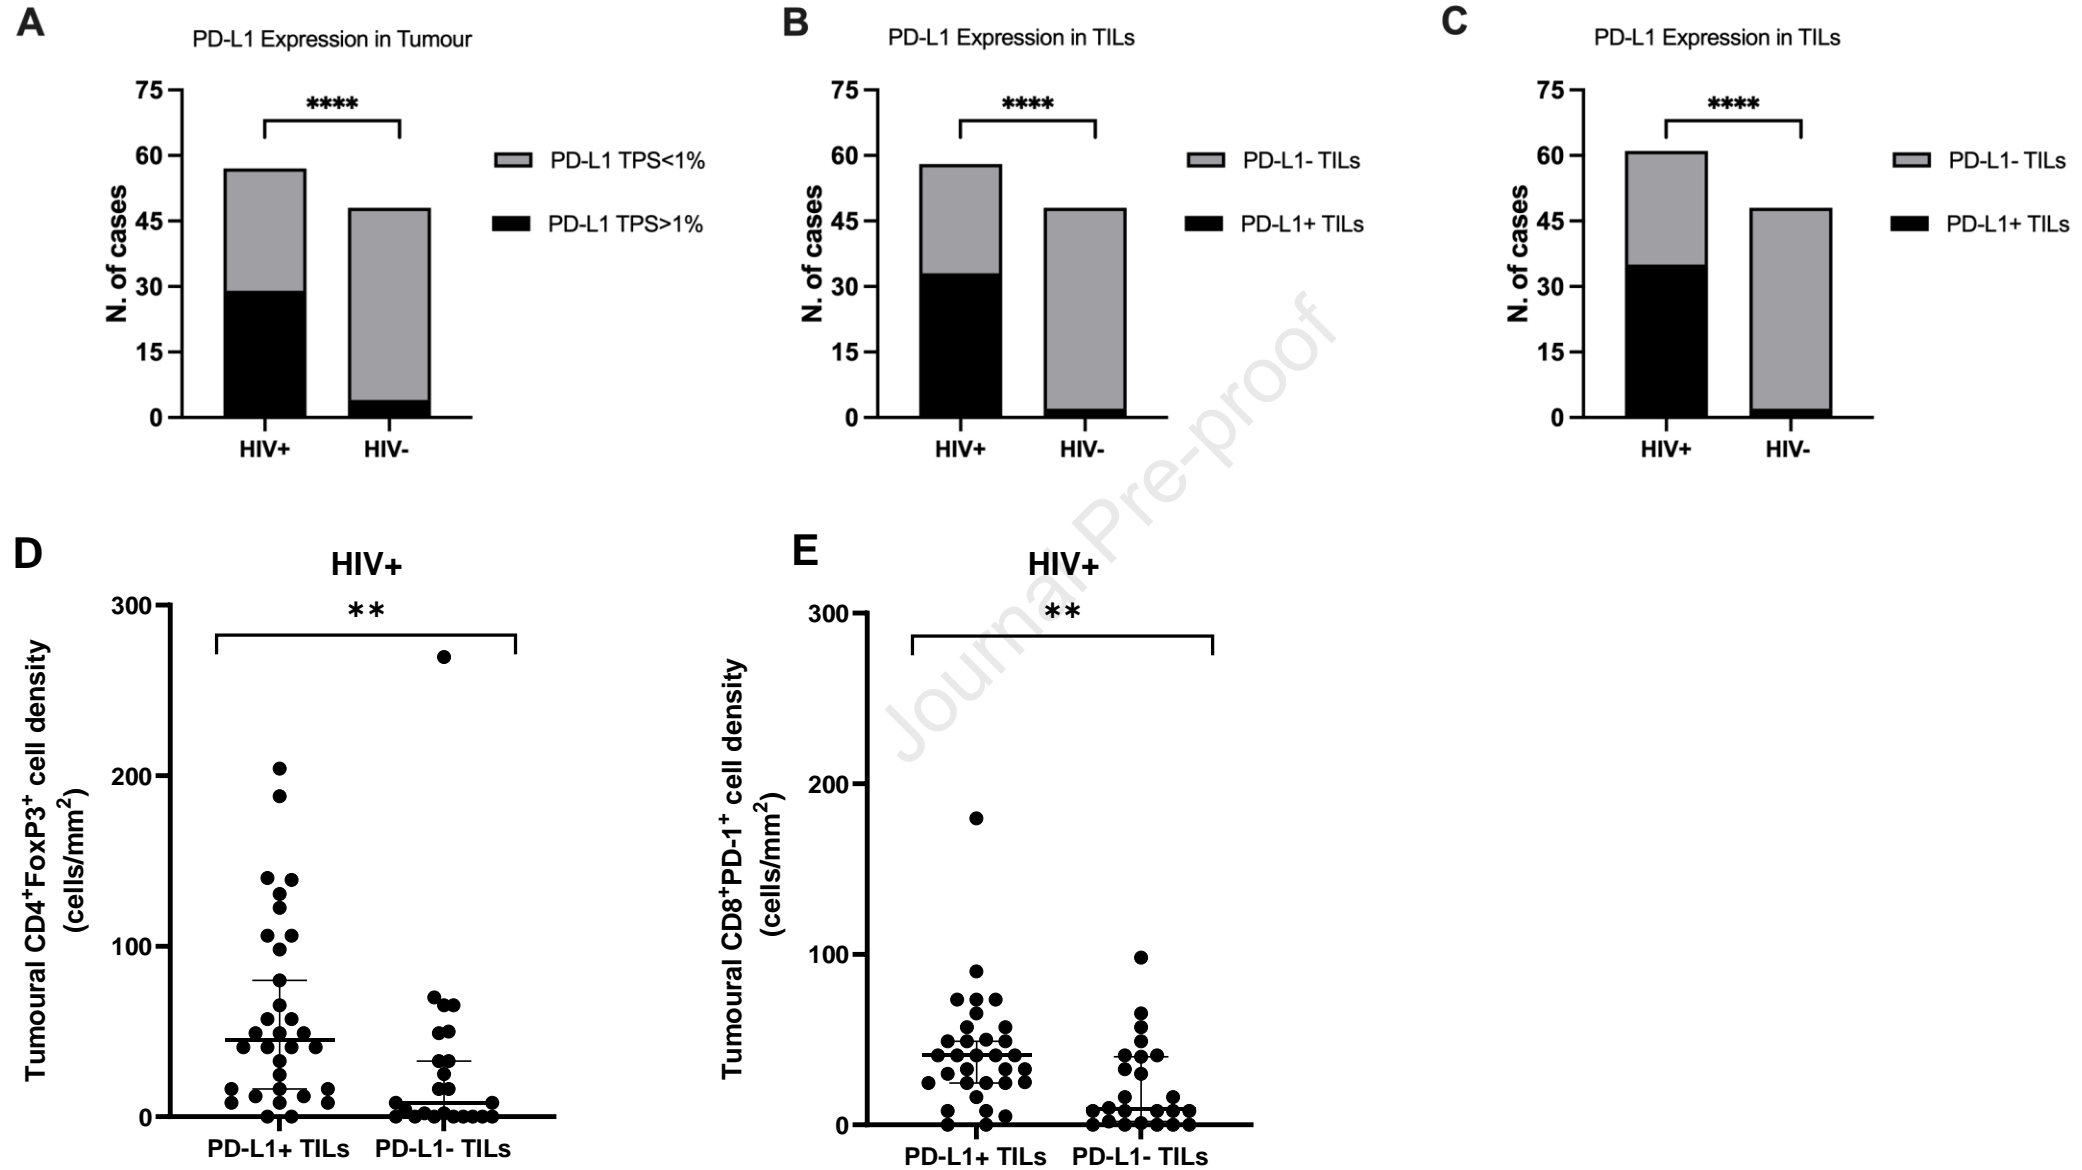 A
PD-L1 Expression in Tumour
75
60
45
30
15
0
N. of cases
****
HIV+
HIV-
PD-L1 TPS<1%
PD-L1 TPS>1%
B
PD-L1 Expression in TILs
75
60
45
30
15
0
N. of cases
****
HIV+
HIV-
PD-L1- TILs
PD-L1+ TILs
C
PD-L1 Expression in TILs
75
60
45
30
15
0
N. of cases
****
HIV+
HIV-
PD-L1- TILs
PD-L1+ TILs
D
HIV+
**
300
200
100
0
Tumoural CD4⁺FoxP3⁺ cell density
(cells/mm²)
PD-L1+ TILs
PD-L1- TILs
E
HIV+
**
300
200
100
0
Tumoural CD8⁺PD-1⁺ cell density
(cells/mm²)
PD-L1+ TILs
PD-L1- TILs
Journal Pre-proof